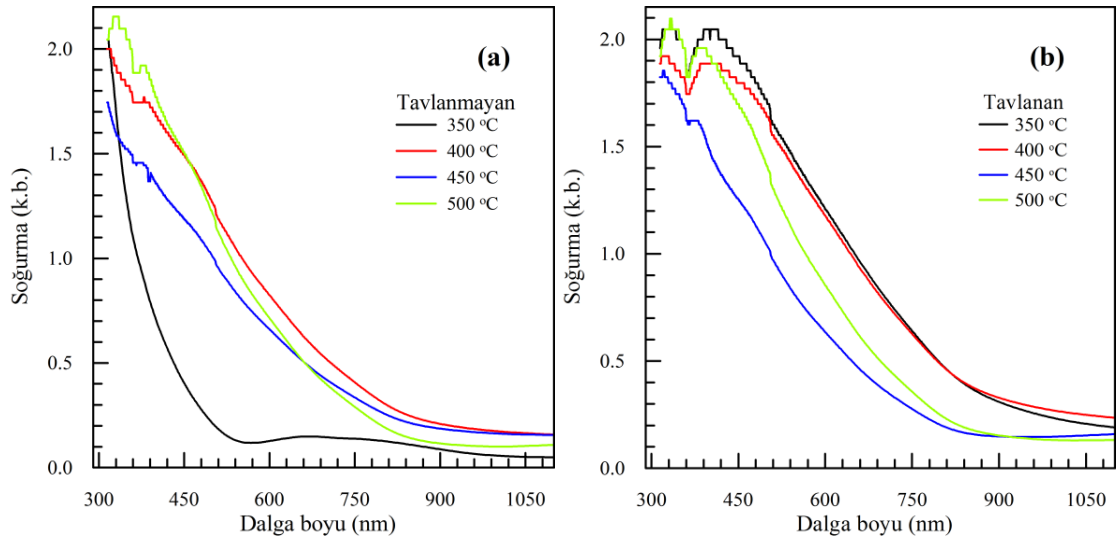 (a)
Tavlanmayan
350 °C
400 °C
450 °C
500 °C
Soğurma (k.b.)
2.0
1.5
1.0
0.5
0.0
300 450 600 750 900 1050
Dalga boyu (nm)
(b)
Tavlanan
350 °C
400 °C
450 °C
500 °C
Soğurma (k.b.)
2.0
1.5
1.0
0.5
0.0
300 450 600 750 900 1050
Dalga boyu (nm)